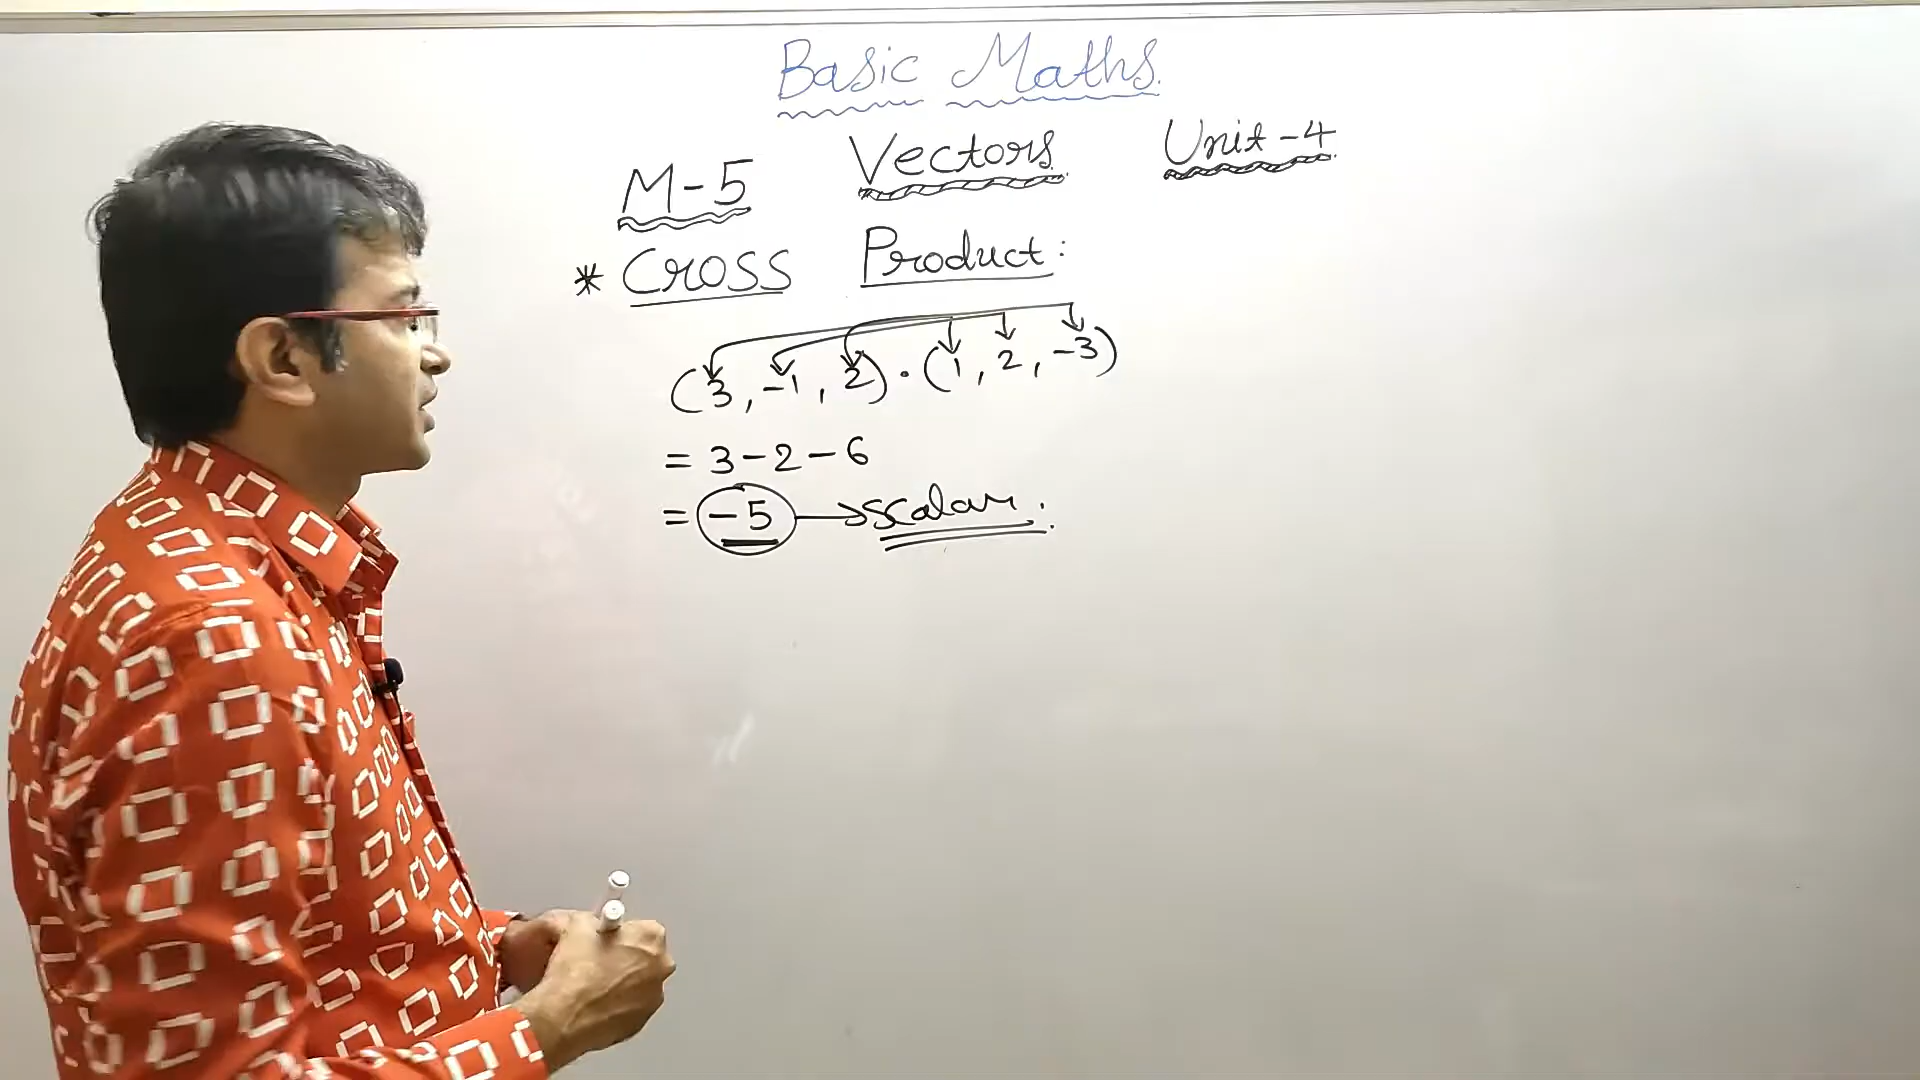 Basic Maths.
M-5 Vectors Unit-4
* Cross Product:
(3, -1, 2) · (1, 2, -3)
= 3-2-6
= -5 → scalar.